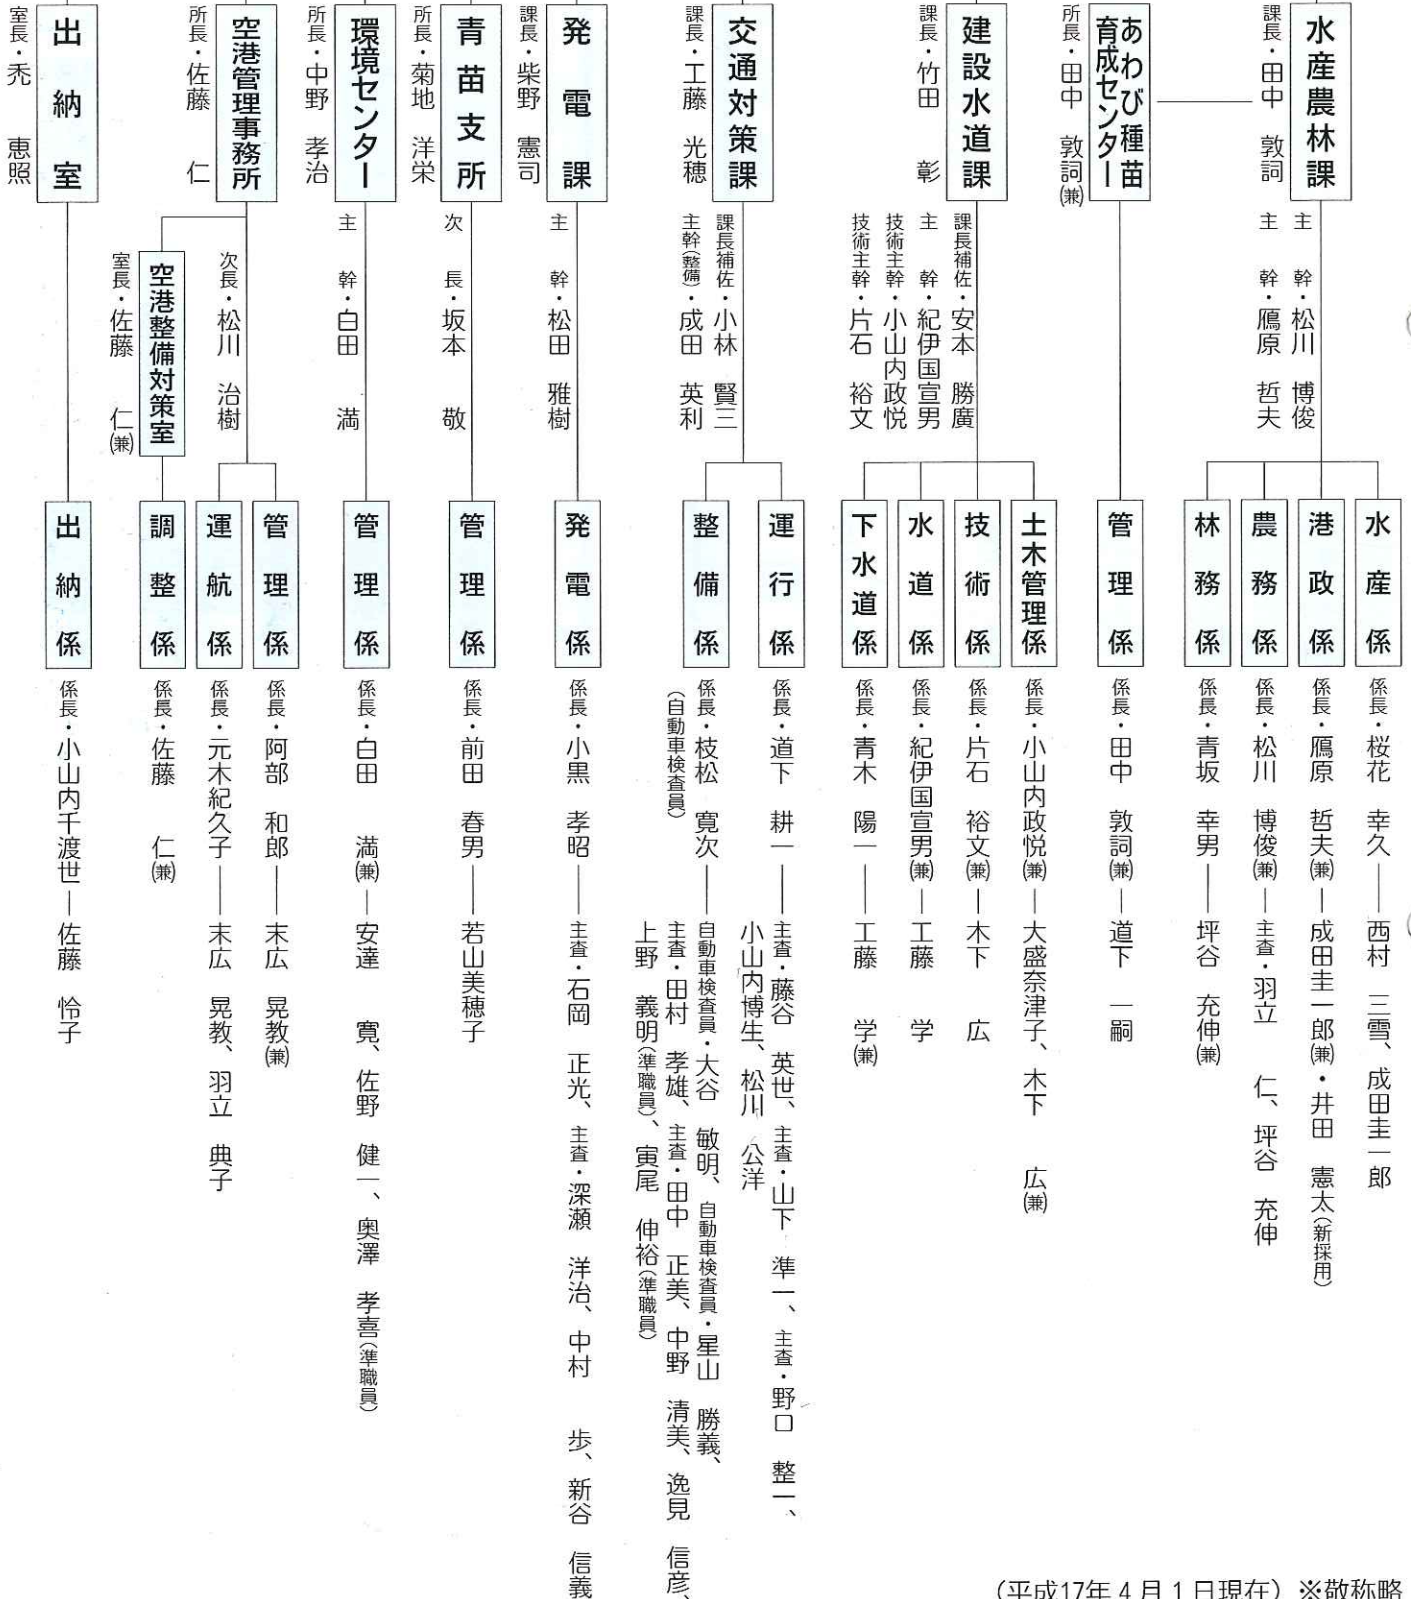 水産農林課
課長・田中 敦詞
主 幹・松川 博俊
主 幹・鴈原 哲夫
水産係
係長・桜花 幸久――西村 三雪、成田圭一郎
港政係
係長・鴈原 哲夫(兼)―成田圭一郎(兼)・井田 憲太(新採用)
農務係
係長・松川 博俊(兼)―主査・羽立 仁、坪谷 充伸
林務係
係長・青坂 幸男――坪谷 充伸(兼)
あわび種苗
育成センター
所長・田中 敦詞(兼)
管理係
係長・田中 敦詞(兼)―道下 一嗣
建設水道課
課長・竹田 彰
課長補佐・安本 勝廣
主 幹・紀伊国宣男
技術主幹・小山内政悦
技術主幹・片石 裕文
土木管理係
係長・小山内政悦(兼)―大盛奈津子、木下 広(兼)
技術係
係長・片石 裕文(兼)―木下 広
水道係
係長・紀伊国宣男(兼)―工藤 学
下水道係
係長・青木 陽一――工藤 学(兼)
交通対策課
課長・工藤 光穂
課長補佐・小林 賢三
主幹(整備)・成田 英利
運行係
係長・道下 耕一――主査・藤谷 英世、主査・山下 準一、主査・野口 整一、
小山内博生、松川 公洋
整備係
係長・枝松 寛次――自動車検査員・大谷 敏明、自動車検査員・星山 勝義、
(自動車検査員)
主査・田村 孝雄、主査・田中 正美、中野 清美、逸見 信彦、
上野 義明(準職員)、寅尾 伸裕(準職員)
発電課
課長・柴野 憲司
主 幹・松田 雅樹
発電係
係長・小黒 孝昭――主査・石岡 正光、主査・深瀬 洋治、中村 歩、新谷 信義
青苗支所
所長・菊地 洋栄
次 長・坂本 敬
管理係
係長・前田 春男――若山美穂子
環境センター
所長・中野 孝治
主 幹・白田 満
管理係
係長・白田 満(兼)―安達 寛、佐野 健一、奥澤 孝喜(準職員)
空港管理事務所
所長・佐藤 仁
次長・松川 治樹
管理係
係長・阿部 和郎――末広 晃教(兼)
運航係
係長・元木紀久子――末広 晃教、羽立 典子
空港整備対策室
室長・佐藤 仁(兼)
調整係
係長・佐藤 仁(兼)
出納室
室長・禿 恵照
出納係
係長・小山内千渡世―佐藤 怜子
(平成17年4月1日現在)※敬称略